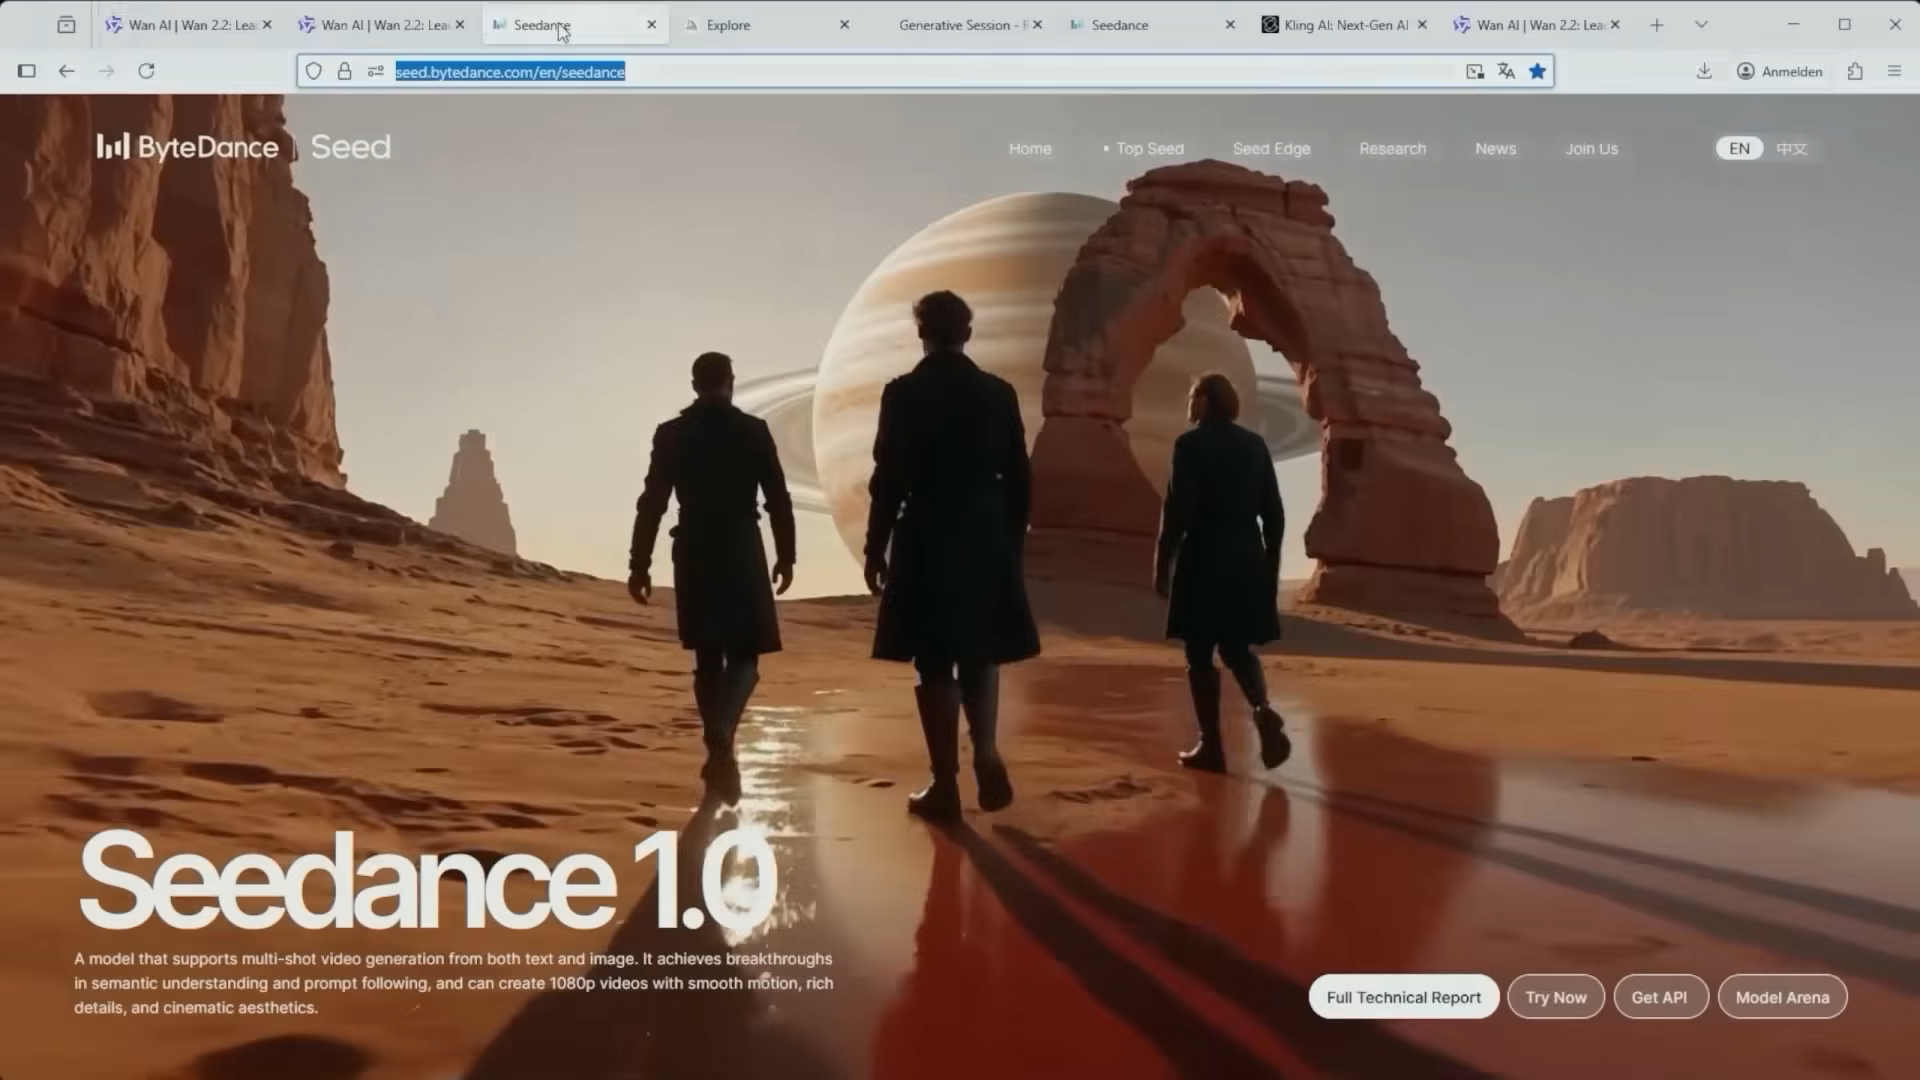 Wan AI | Wan 2.2: Lea
Wan AI | Wan 2.2: Lea
Seedance
Explore
Generative Session -
Seedance
Kling AI: Next-Gen AI
Wan AI | Wan 2.2: Lea
seed.bytedance.com/en/seedance
Anmelden
ByteDance | Seed
Home
• Top Seed
Seed Edge
Research
News
Join Us
EN
中文
Seedance 1.0
A model that supports multi-shot video generation from both text and image. It achieves breakthroughs
in semantic understanding and prompt following, and can create 1080p videos with smooth motion, rich
details, and cinematic aesthetics.
Full Technical Report
Try Now
Get API
Model Arena